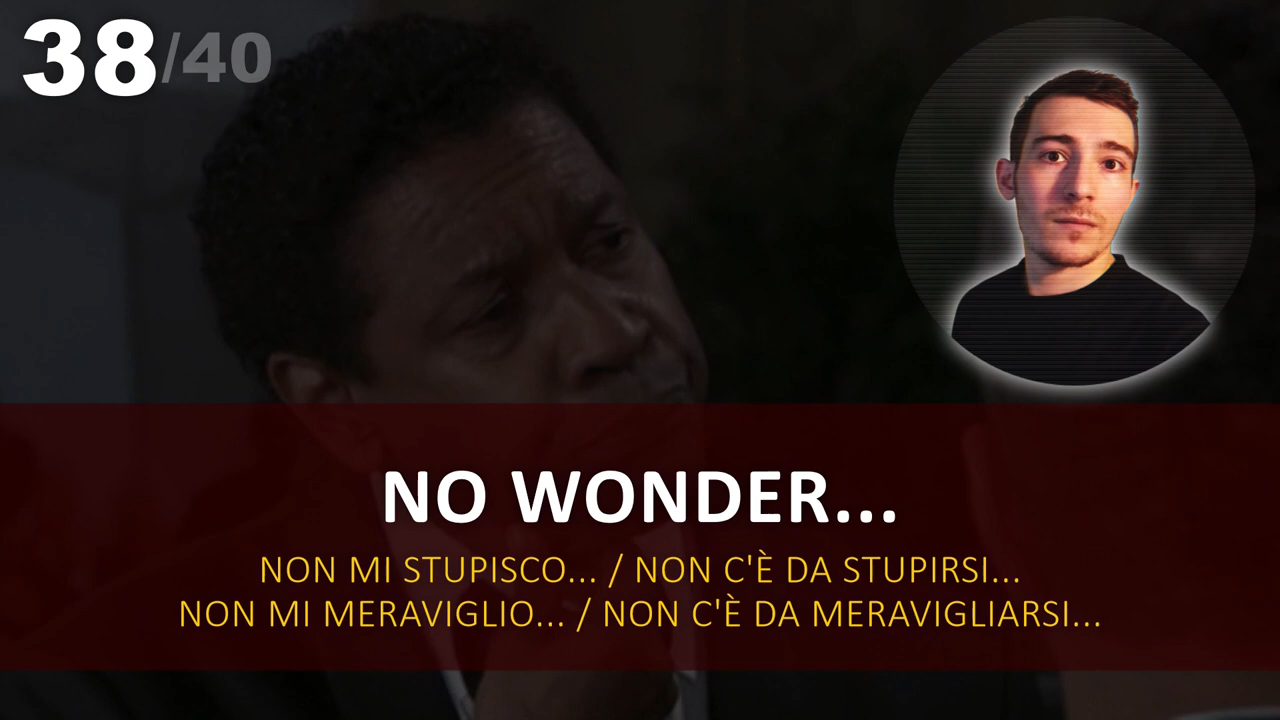 38/40
NO WONDER...
NON MI STUPISCO... / NON C'È DA STUPIRSI...
NON MI MERAVIGLIO... / NON C'È DA MERAVIGLIARSI...